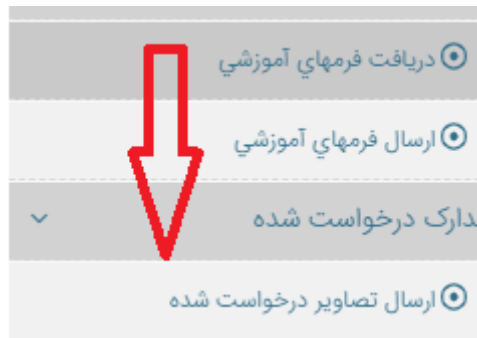 دريافت فرمهاي آموزشي
ارسال فرمهاي آموزشي
دارک درخواست شده
ارسال تصاوير درخواست شده